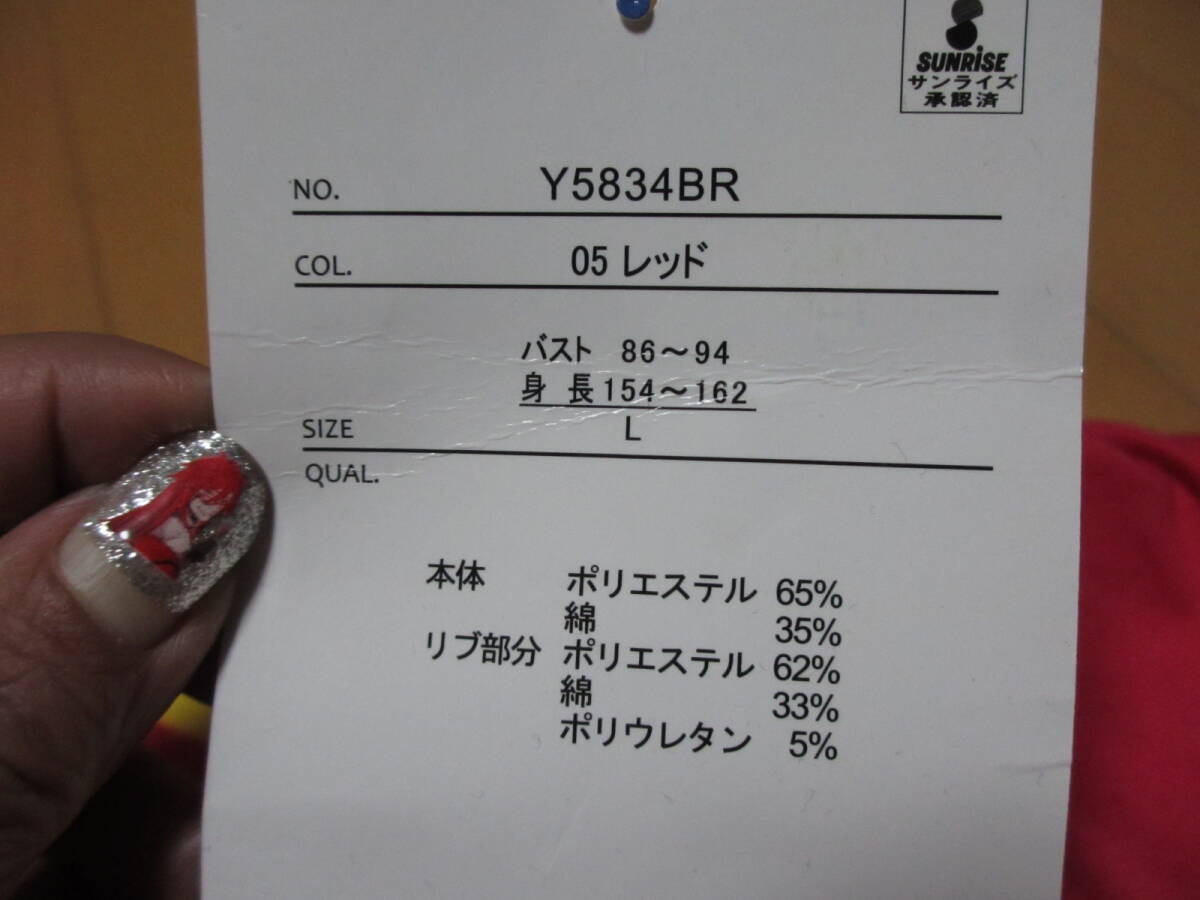 SUNRISE
サンライズ
承認済
NO. Y5834BR
COL. 05 レッド
バスト 86～94
身 長 154～162
SIZE L
QUAL.
本体 ポリエステル 65%
綿 35%
リブ部分 ポリエステル 62%
綿 33%
ポリウレタン 5%